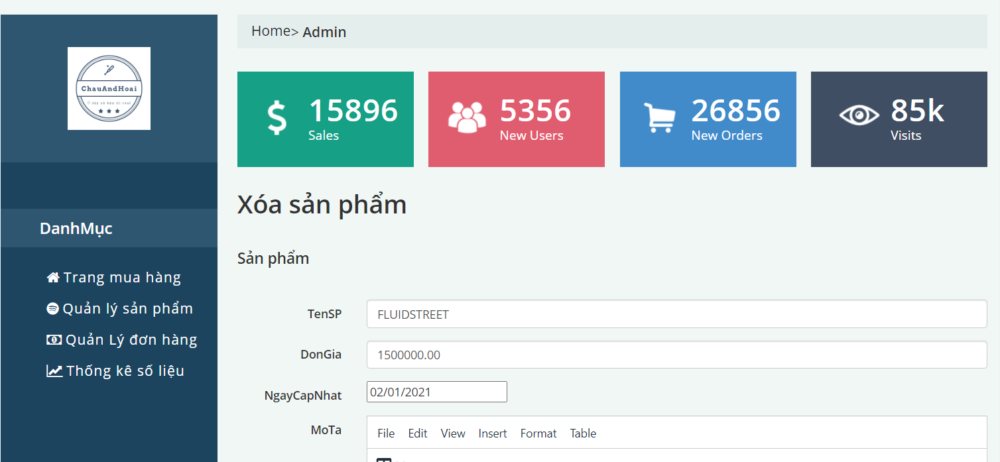 ChauAndHoai
DanhMục
Trang mua hàng
Quản lý sản phẩm
Quản Lý đơn hàng
Thống kê số liệu
Home> Admin
15896
Sales
5356
New Users
26856
New Orders
85k
Visits
Xóa sản phẩm
Sản phẩm
TenSP FLUIDSTREET
DonGia 1500000.00
NgayCapNhat 02/01/2021
MoTa File Edit View Insert Format Table